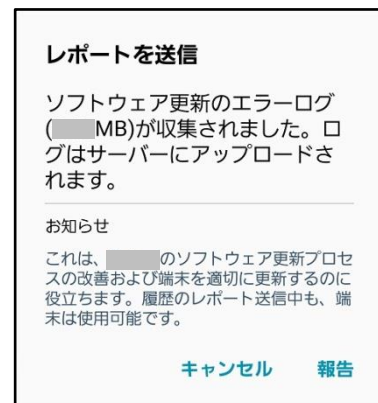 レポートを送信
ソフトウェア更新のエラーログ
(MB)が収集されました。ロ
グはサーバーにアップロードさ
れます。
お知らせ
これは、のソフトウェア更新プロセ
スの改善および端末を適切に更新するのに
役立ちます。履歴のレポート送信中も、端
末は使用可能です。
キャンセル 報告